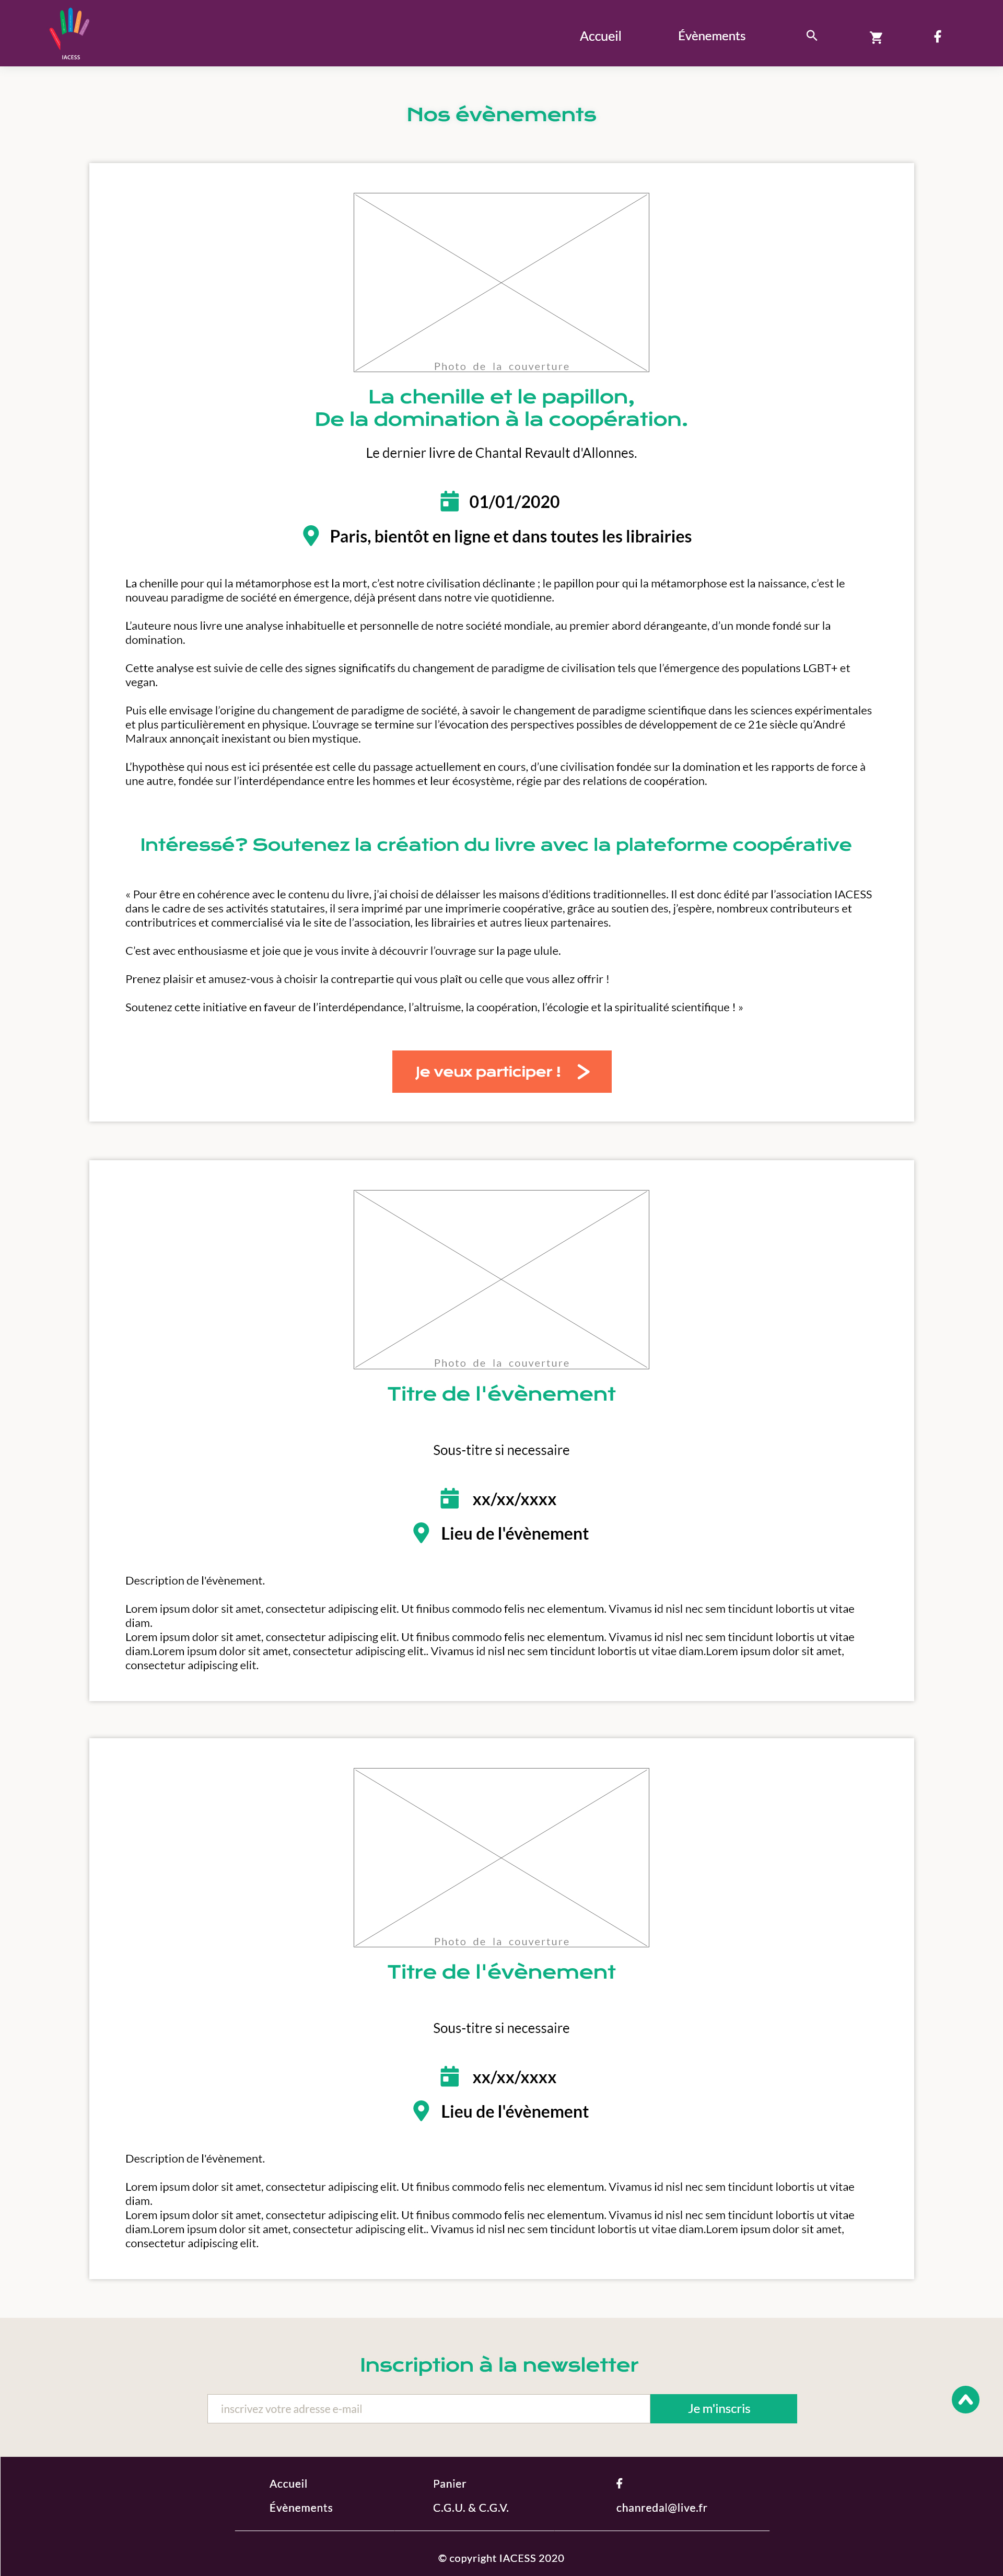 IACESS
Accueil
Évènements
Nos évènements
Photo de la couverture
La chenille et le papillon,
De la domination à la coopération.
Le dernier livre de Chantal Revault d'Allonnes.
01/01/2020
Paris, bientôt en ligne et dans toutes les librairies
La chenille pour qui la métamorphose est la mort, c'est notre civilisation déclinante ; le papillon pour qui la métamorphose est la naissance, c'est le
nouveau paradigme de société en émergence, déjà présent dans notre vie quotidienne.
L'auteure nous livre une analyse inhabituelle et personnelle de notre société mondiale, au premier abord dérangeante, d'un monde fondé sur la
domination.
Cette analyse est suivie de celle des signes significatifs du changement de paradigme de civilisation tels que l'émergence des populations LGBT+ et
vegan.
Puis elle envisage l'origine du changement de paradigme de société, à savoir le changement de paradigme scientifique dans les sciences expérimentales
et plus particulièrement en physique. L'ouvrage se termine sur l'évocation des perspectives possibles de développement de ce 21e siècle qu'André
Malraux annonçait inexistant ou bien mystique.
L'hypothèse qui nous est ici présentée est celle du passage actuellement en cours, d'une civilisation fondée sur la domination et les rapports de force à
une autre, fondée sur l'interdépendance entre les hommes et leur écosystème, régie par des relations de coopération.
Intéressé? Soutenez la création du livre avec la plateforme coopérative
« Pour être en cohérence avec le contenu du livre, j'ai choisi de délaisser les maisons d'éditions traditionnelles. Il est donc édité par l'association IACESS
dans le cadre de ses activités statutaires, il sera imprimé par une imprimerie coopérative, grâce au soutien des, j'espère, nombreux contributeurs et
contributrices et commercialisé via le site de l'association, les librairies et autres lieux partenaires.
C'est avec enthousiasme et joie que je vous invite à découvrir l'ouvrage sur la page ulule.
Prenez plaisir et amusez-vous à choisir la contrepartie qui vous plaît ou celle que vous allez offrir !
Soutenez cette initiative en faveur de l'interdépendance, l'altruisme, la coopération, l'écologie et la spiritualité scientifique ! »
Je veux participer !
Photo de la couverture
Titre de l'évènement
Sous-titre si necessaire
xx/xx/xxxx
Lieu de l'évènement
Description de l'évènement.
Lorem ipsum dolor sit amet, consectetur adipiscing elit. Ut finibus commodo felis nec elementum. Vivamus id nisl nec sem tincidunt lobortis ut vitae
diam.
Lorem ipsum dolor sit amet, consectetur adipiscing elit. Ut finibus commodo felis nec elementum. Vivamus id nisl nec sem tincidunt lobortis ut vitae
diam.Lorem ipsum dolor sit amet, consectetur adipiscing elit.. Vivamus id nisl nec sem tincidunt lobortis ut vitae diam.Lorem ipsum dolor sit amet,
consectetur adipiscing elit.
Photo de la couverture
Titre de l'évènement
Sous-titre si necessaire
xx/xx/xxxx
Lieu de l'évènement
Description de l'évènement.
Lorem ipsum dolor sit amet, consectetur adipiscing elit. Ut finibus commodo felis nec elementum. Vivamus id nisl nec sem tincidunt lobortis ut vitae
diam.
Lorem ipsum dolor sit amet, consectetur adipiscing elit. Ut finibus commodo felis nec elementum. Vivamus id nisl nec sem tincidunt lobortis ut vitae
diam.Lorem ipsum dolor sit amet, consectetur adipiscing elit.. Vivamus id nisl nec sem tincidunt lobortis ut vitae diam.Lorem ipsum dolor sit amet,
consectetur adipiscing elit.
Inscription à la newsletter
inscrivez votre adresse e-mail
Je m'inscris
Accueil
Panier
Évènements
C.G.U. & C.G.V.
chanredal@live.fr
© copyright IACESS 2020